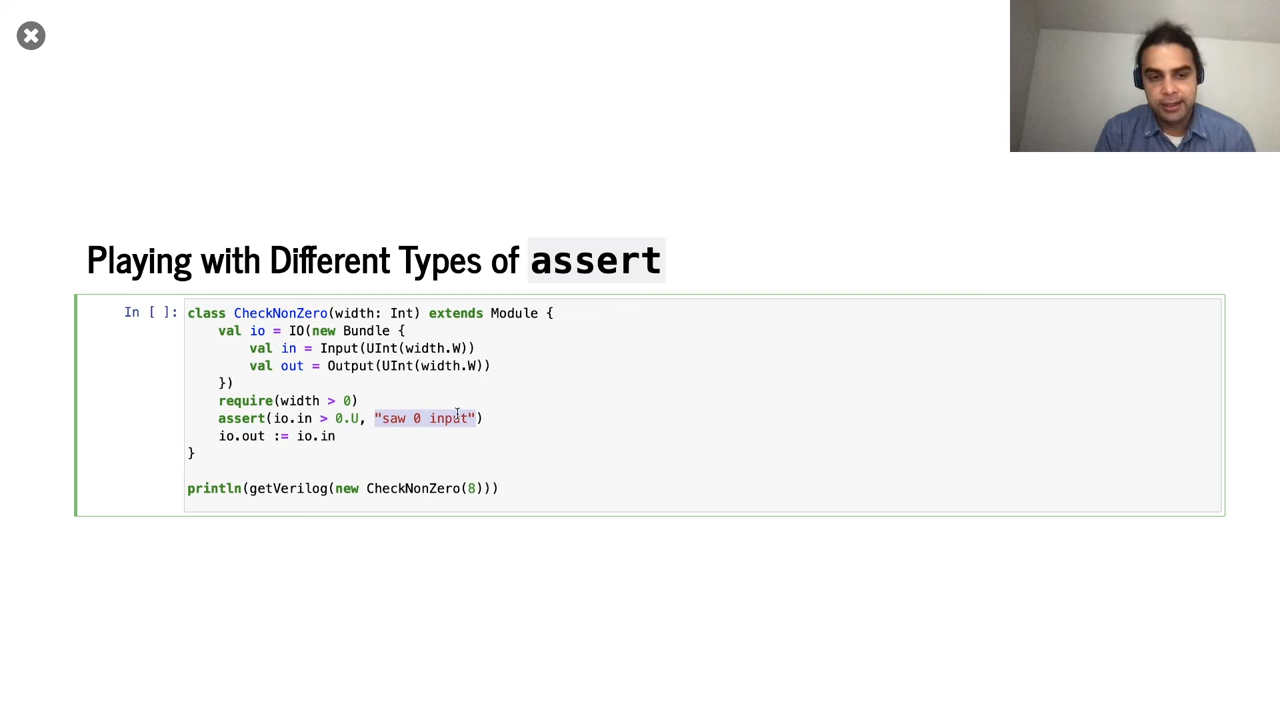 Playing with Different Types of assert
In [ ]: class CheckNonZero(width: Int) extends Module {
val io = IO(new Bundle {
val in = Input(UInt(width.W))
val out = Output(UInt(width.W))
})
require(width > 0)
assert(io.in > 0.U, "saw 0 input")
io.out := io.in
}
println(getVerilog(new CheckNonZero(8)))